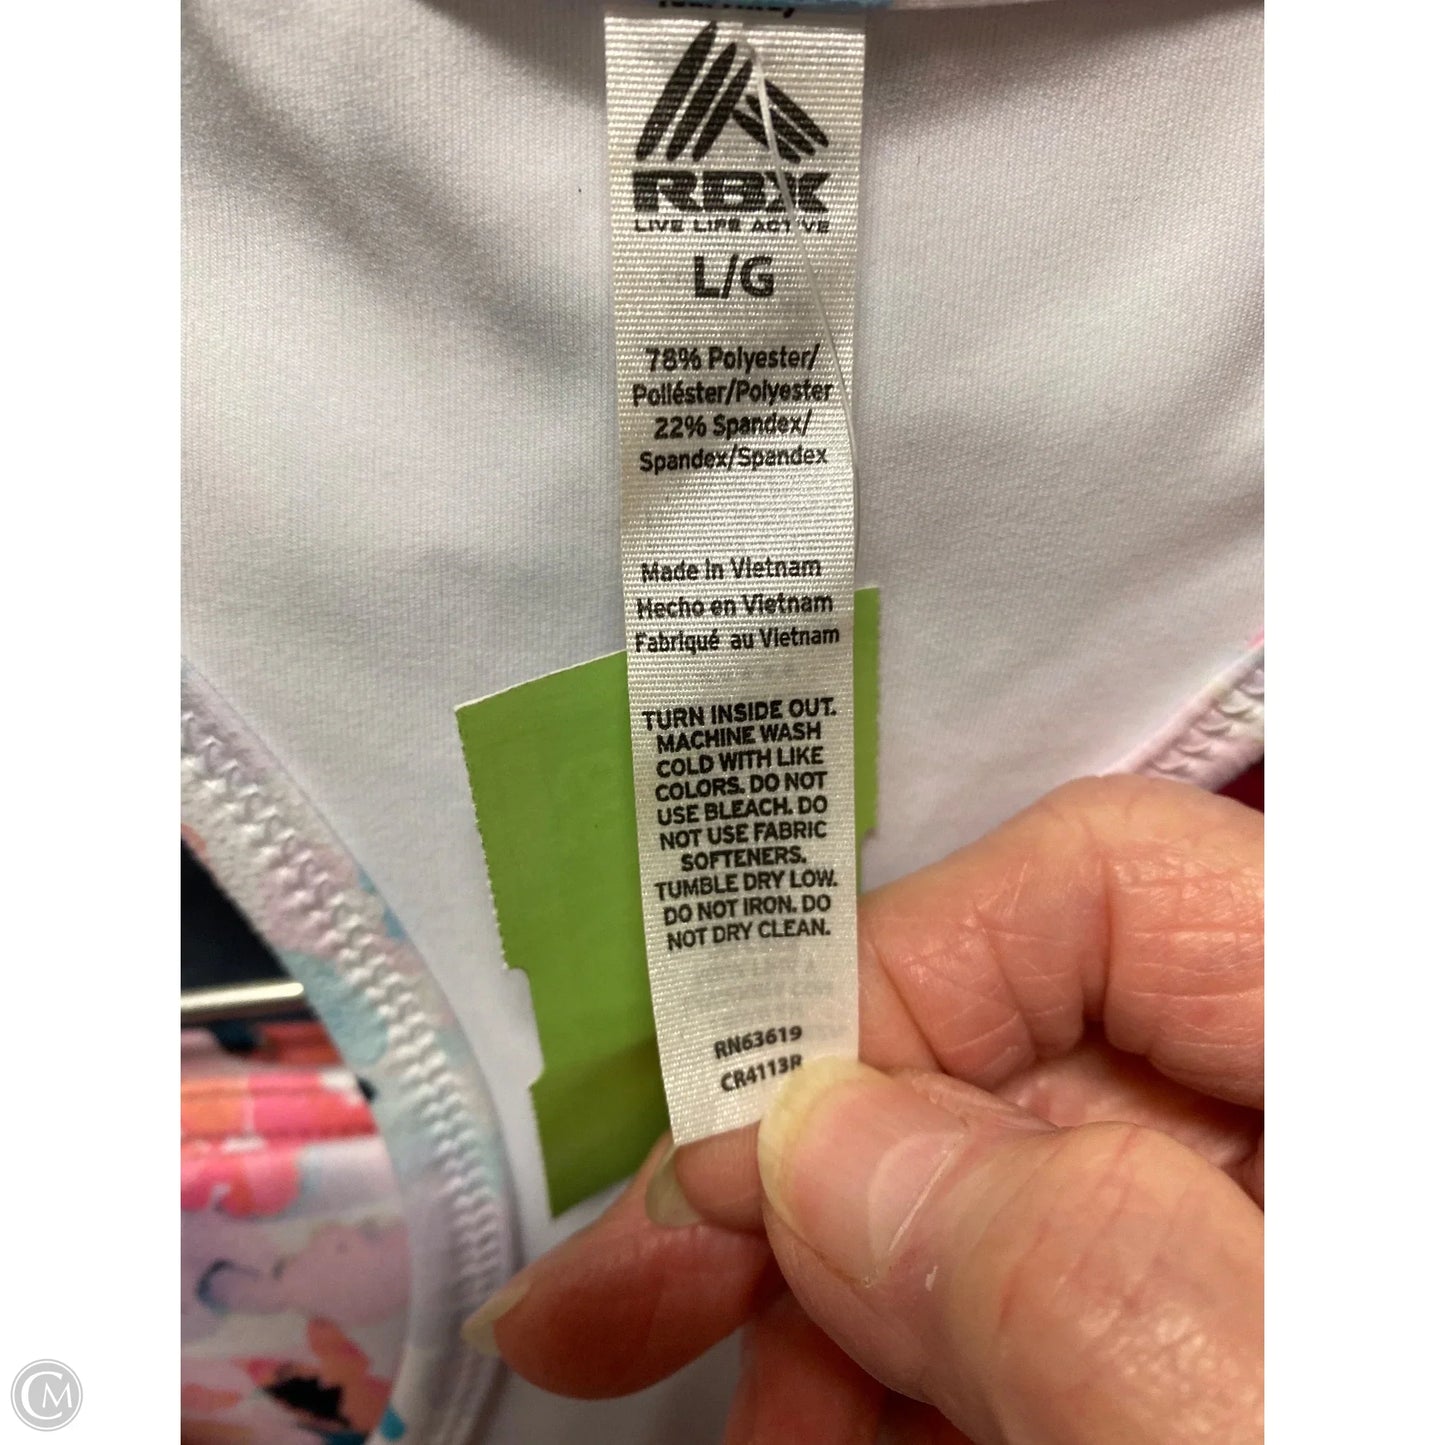 RBX
LIVE LIFE ACTIVE
L/G
78% Polyester/
Poliéster/Polyester
22% Spandex/
Spandex/Spandex
Made in Vietnam
Hecho en Vietnam
Fabriqué au Vietnam
TURN INSIDE OUT.
MACHINE WASH
COLD WITH LIKE
COLORS. DO NOT
USE BLEACH. DO
NOT USE FABRIC
SOFTENERS.
TUMBLE DRY LOW.
DO NOT IRON. DO
NOT DRY CLEAN.
RN63619
CR4113R
CM